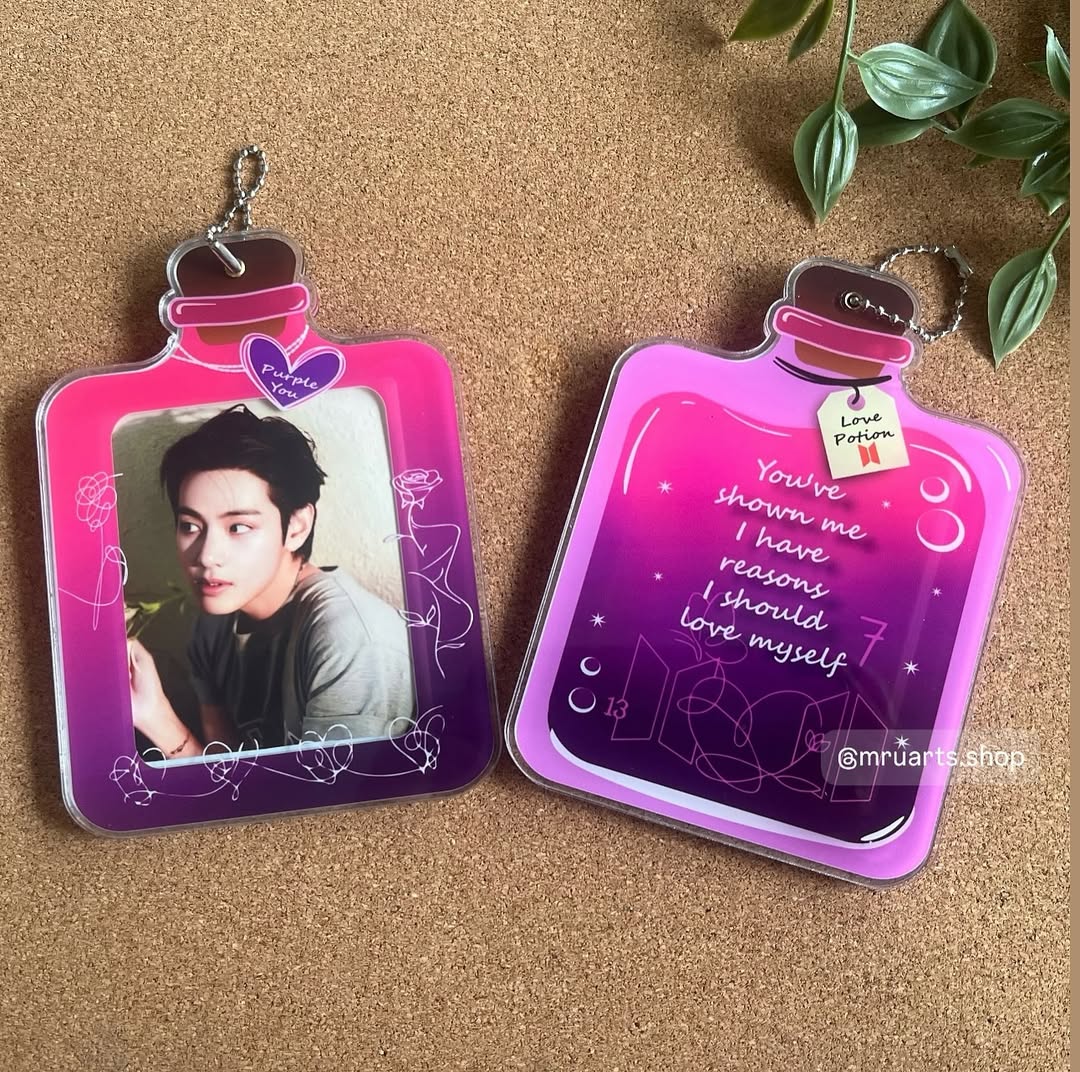 Purple
You
Love
Potion
You've
shown me
I have
reasons
I should
love myself
7
13
@mruarts.shop